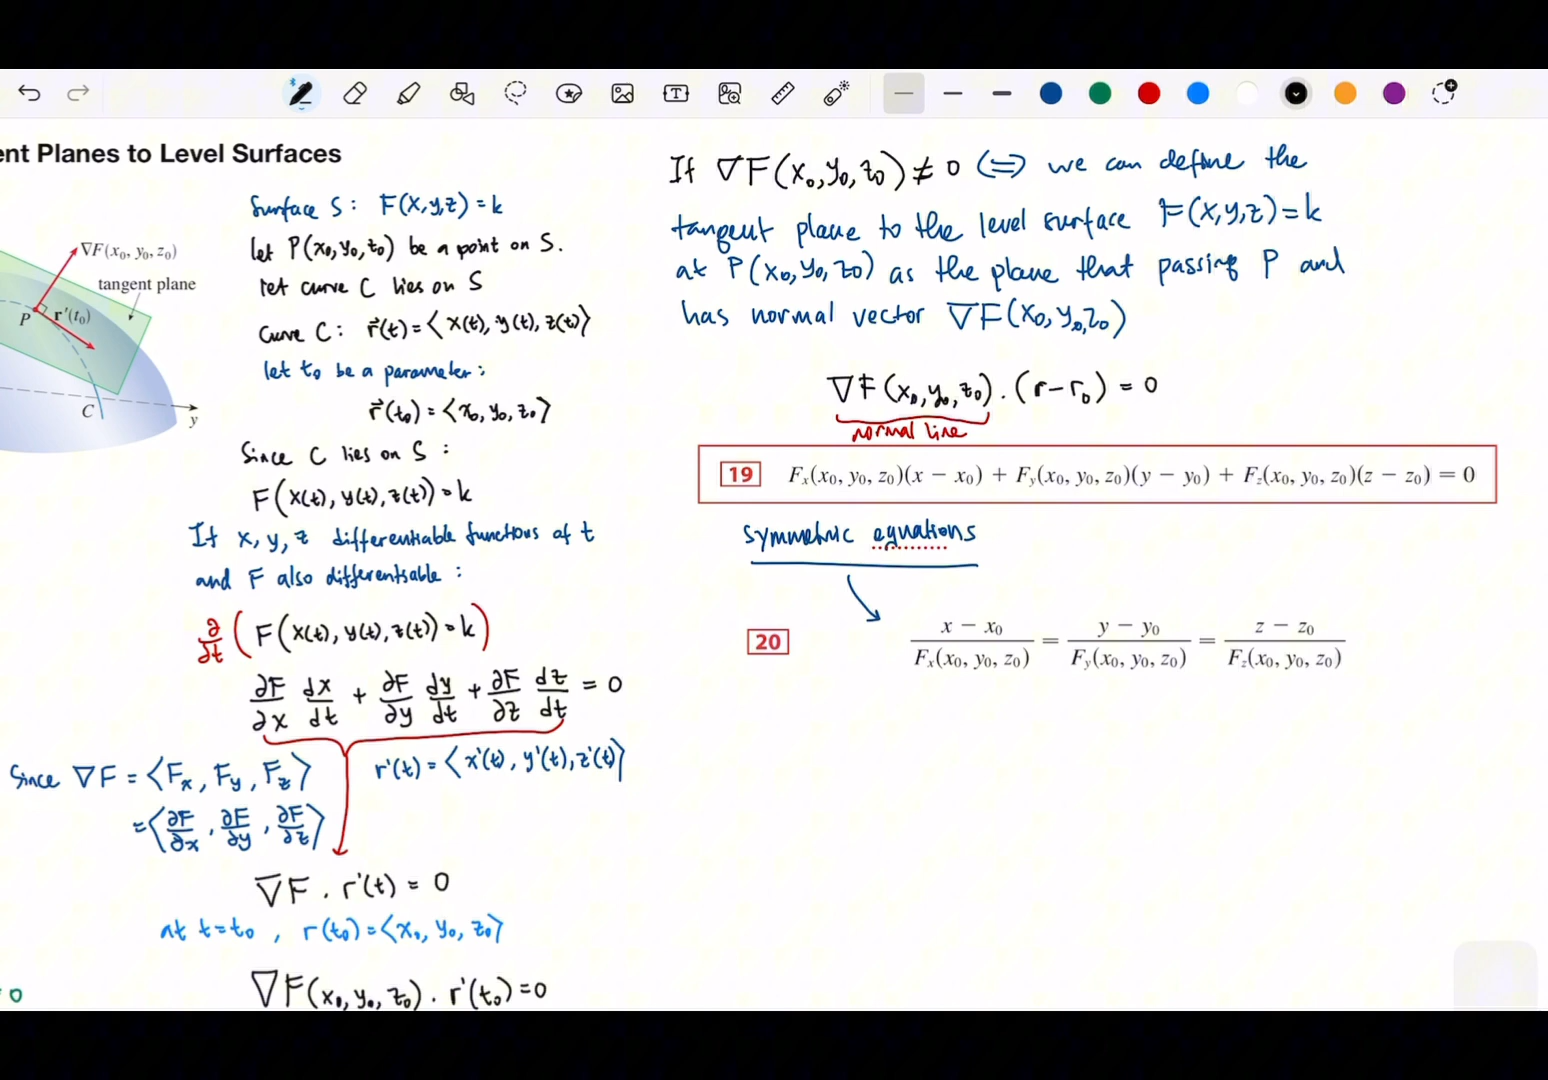 ent Planes to Level Surfaces
∇F(x₀, y₀, z₀)
tangent plane
P
r′(t₀)
C
y
Surface S: F(x,y,z) = k
let P(x₀,y₀,z₀) be a point on S.
let curve C lies on S
curve C: r⃗(t) = ⟨x(t), y(t), z(t)⟩
let to be a parameter:
r⃗(t₀) = ⟨x₀, y₀, z₀⟩
Since C lies on S :
F(x(t), y(t), z(t)) = k
If x, y, z differentiable functions of t
and F also differentiable :
∂/∂t (F(x(t), y(t), z(t)) = k)
∂F/∂x dx/dt + ∂F/∂y dy/dt + ∂F/∂z dz/dt = 0
Since ∇F = ⟨Fx, Fy, Fz⟩
r'(t) = ⟨x'(t), y'(t), z'(t)⟩
= ⟨∂F/∂x, ∂F/∂y, ∂F/∂z⟩
∇F . r'(t) = 0
at t = t₀ , r(t₀) = ⟨x₀, y₀, z₀⟩
∇F(x₀, y₀, z₀) . r'(t₀) = 0
0
If ∇F(x₀,y₀,z₀) ≠ 0 ⟺ we can define the
tangent plane to the level surface F(x,y,z) = k
at P(x₀,y₀,z₀) as the plane that passing P and
has normal vector ∇F(x₀,y₀,z₀)
∇F(x₀,y₀,z₀) . (r − r₀) = 0
normal line
19 Fx(x₀, y₀, z₀)(x − x₀) + Fy(x₀, y₀, z₀)(y − y₀) + Fz(x₀, y₀, z₀)(z − z₀) = 0
symmetric equations
20 (x − x₀)/Fx(x₀, y₀, z₀) = (y − y₀)/Fy(x₀, y₀, z₀) = (z − z₀)/Fz(x₀, y₀, z₀)